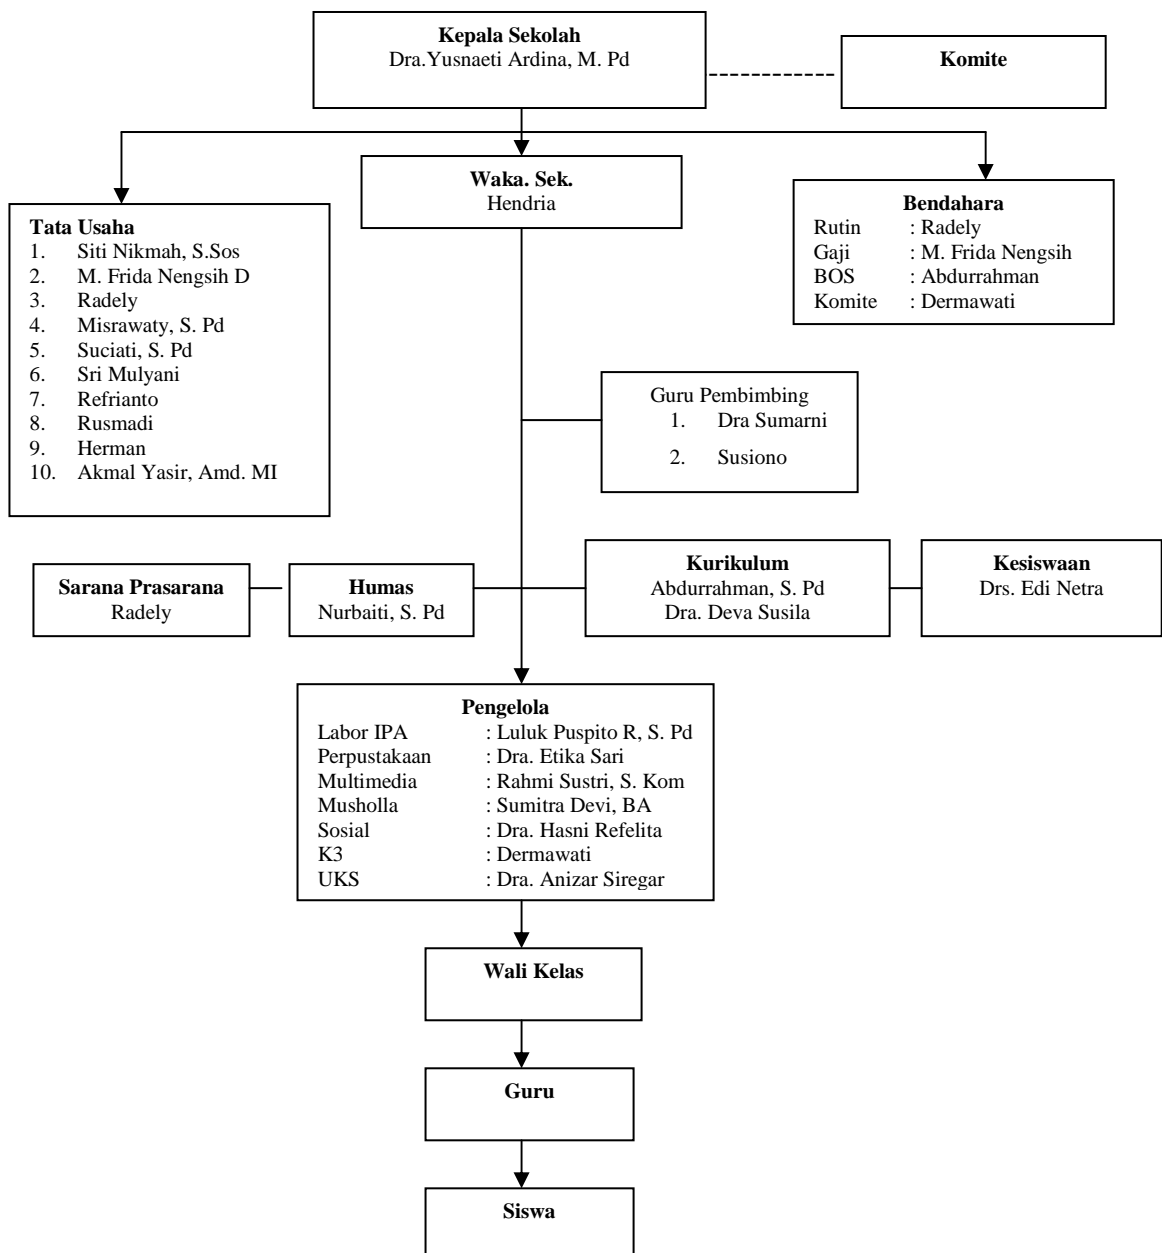 Kepala Sekolah
Dra.Yusnaeti Ardina, M. Pd
Komite
Waka. Sek.
Hendria
Tata Usaha
1. Siti Nikmah, S.Sos
2. M. Frida Nengsih D
3. Radely
4. Misrawaty, S. Pd
5. Suciati, S. Pd
6. Sri Mulyani
7. Refrianto
8. Rusmadi
9. Herman
10. Akmal Yasir, Amd. MI
Bendahara
Rutin : Radely
Gaji : M. Frida Nengsih
BOS : Abdurrahman
Komite : Dermawati
Guru Pembimbing
1. Dra Sumarni
2. Susiono
Sarana Prasarana
Radely
Humas
Nurbaiti, S. Pd
Kurikulum
Abdurrahman, S. Pd
Dra. Deva Susila
Kesiswaan
Drs. Edi Netra
Pengelola
Labor IPA : Luluk Puspito R, S. Pd
Perpustakaan : Dra. Etika Sari
Multimedia : Rahmi Sustri, S. Kom
Musholla : Sumitra Devi, BA
Sosial : Dra. Hasni Refelita
K3 : Dermawati
UKS : Dra. Anizar Siregar
Wali Kelas
Guru
Siswa